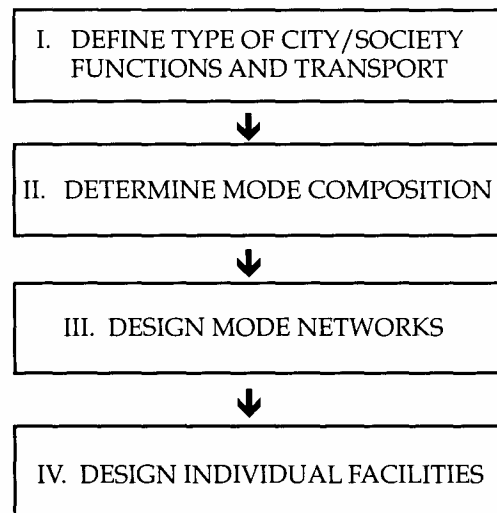 I. DEFINE TYPE OF CITY/SOCIETY
FUNCTIONS AND TRANSPORT
II. DETERMINE MODE COMPOSITION
III. DESIGN MODE NETWORKS
IV. DESIGN INDIVIDUAL FACILITIES